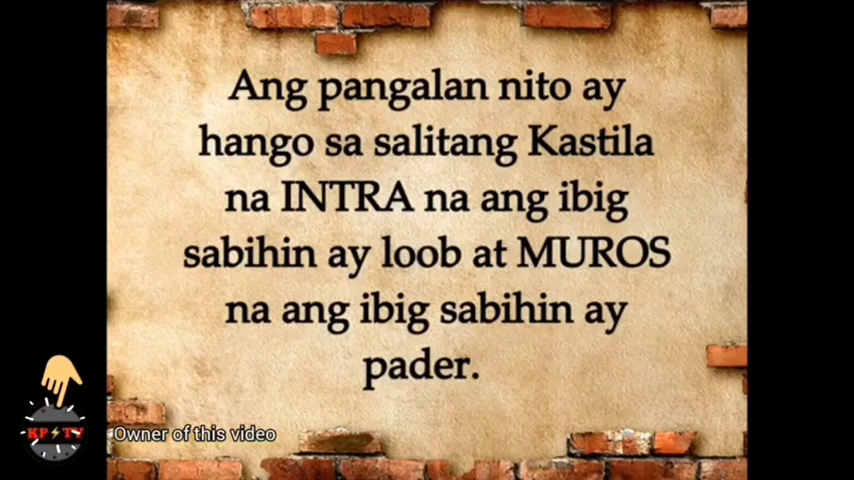 Ang pangalan nito ay
hango sa salitang Kastila
na INTRA na ang ibig
sabihin ay loob at MUROS
na ang ibig sabihin ay
pader.
KP TV
Owner of this video